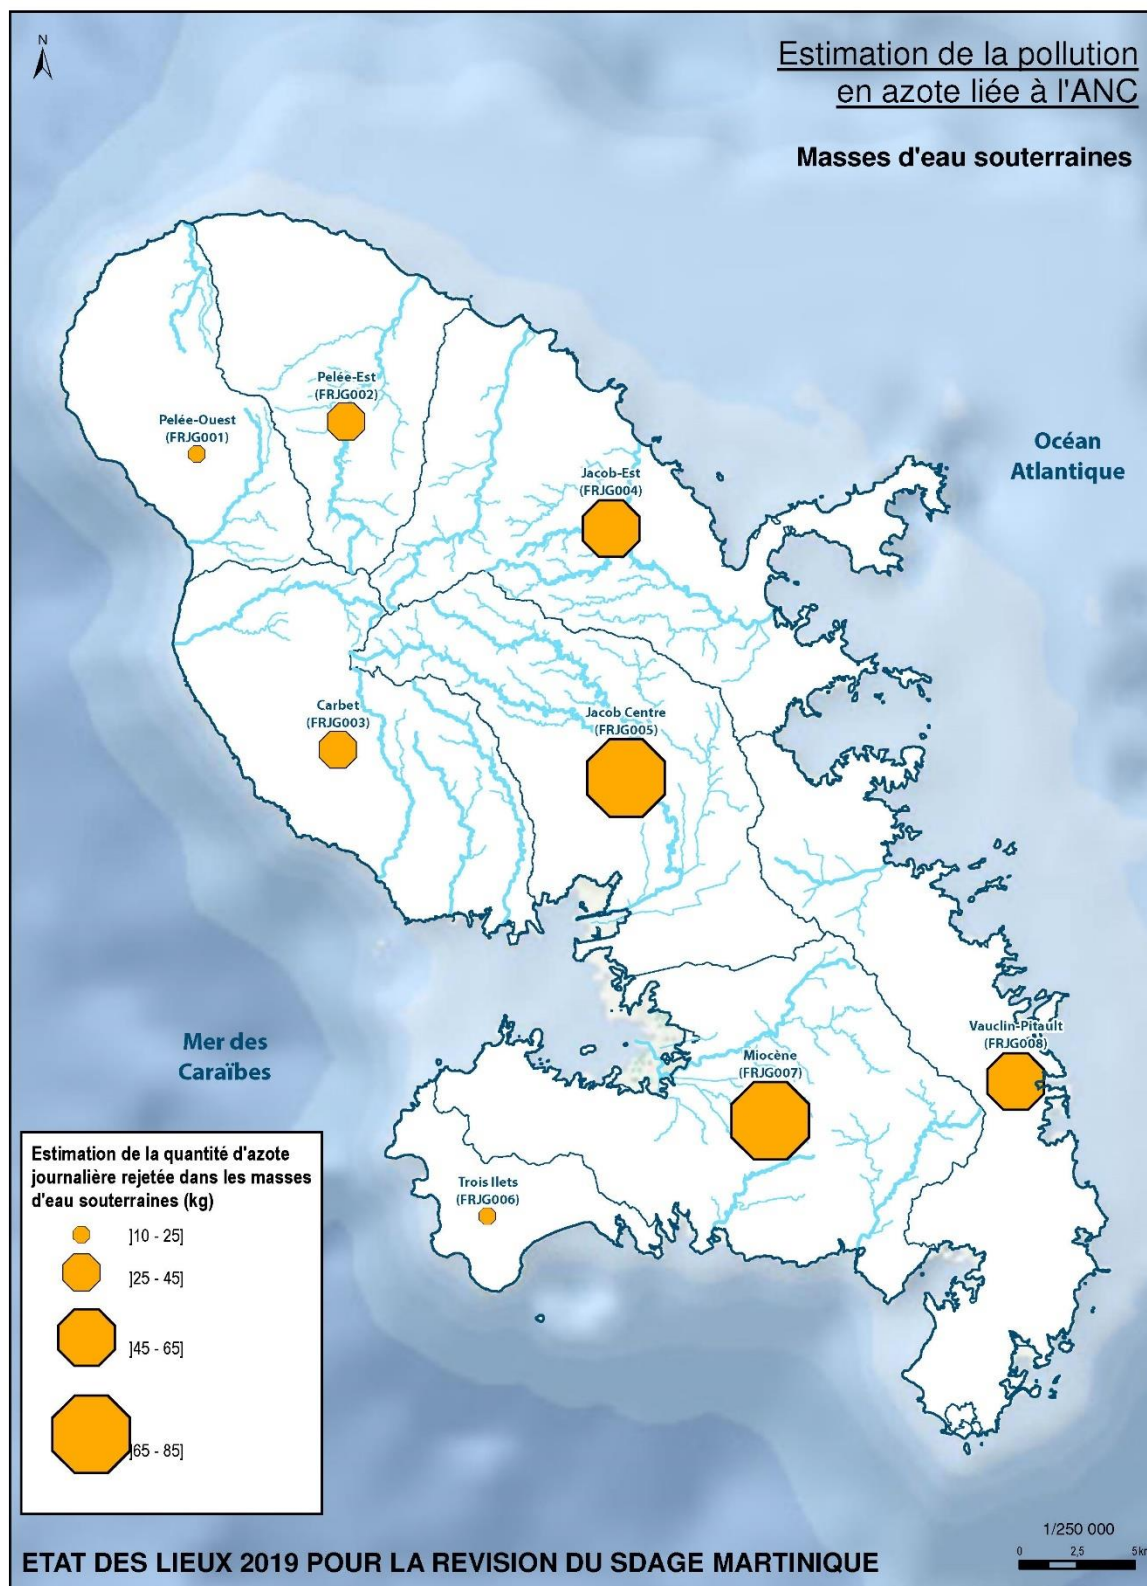 N
Estimation de la pollution
en azote liée à l'ANC
Masses d'eau souterraines
Pelée-Est
(FRJG002)
Pelée-Ouest
(FRJG001)
Océan
Atlantique
Jacob-Est
(FRJG004)
Carbet
(FRJG003)
Jacob Centre
(FRJG005)
Mer des
Caraïbes
Vauclin-Pitault
(FRJG008)
Miocène
(FRJG007)
Trois Ilets
(FRJG006)
Estimation de la quantité d'azote
journalière rejetée dans les masses
d'eau souterraines (kg)
]10 - 25]
]25 - 45]
]45 - 65]
]65 - 85]
1/250 000
0 2,5 5km
ETAT DES LIEUX 2019 POUR LA REVISION DU SDAGE MARTINIQUE